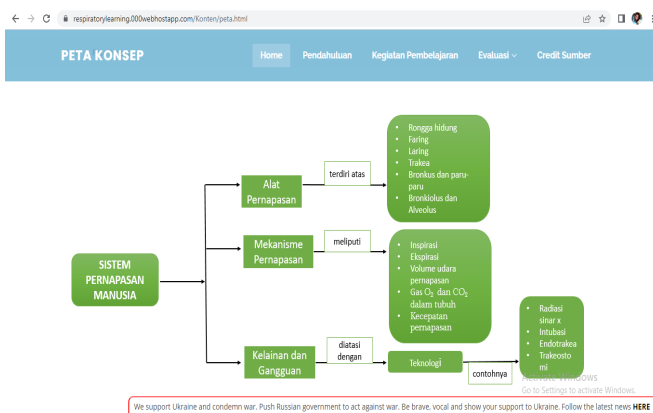 respiratorylearning.000webhostapp.com/Konten/peta.html
PETA KONSEP
Home
Pendahuluan
Kegiatan Pembelajaran
Evaluasi
Credit Sumber
SISTEM
PERNAPASAN
MANUSIA
Alat
Pernapasan
terdiri atas
• Rongga hidung
• Faring
• Laring
• Trakea
• Bronkus dan paru-
paru
• Bronkiolus dan
Alveolus
Mekanisme
Pernapasan
meliputi
• Inspirasi
• Ekspirasi
• Volume udara
pernapasan
• Gas O₂ dan CO₂
dalam tubuh
• Kecepatan
pernapasan
Kelainan dan
Gangguan
diatasi
dengan
Teknologi
contohnya
• Radiasi
sinar x
• Intubasi
• Endotrakea
• Trakeosto
mi
Activate Windows
Go to Settings to activate Windows.
We support Ukraine and condemn war. Push Russian government to act against war. Be brave, vocal and show your support to Ukraine. Follow the latest news HERE